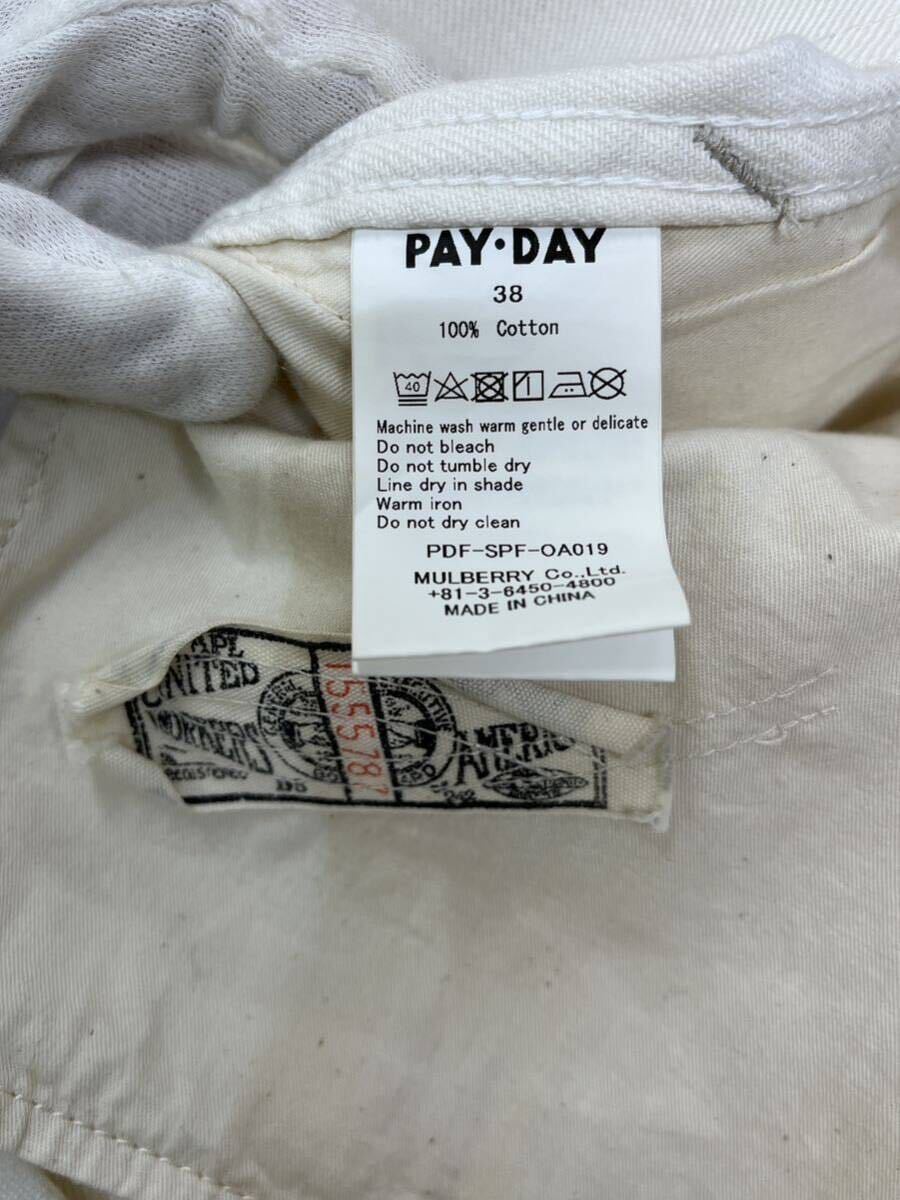 PAY•DAY
38
100% Cotton
40
Machine wash warm gentle or delicate
Do not bleach
Do not tumble dry
Line dry in shade
Warm iron
Do not dry clean
PDF-SPF-OA019
MULBERRY Co.,Ltd.
+81-3-6450-4800
MADE IN CHINA
UNITED
WORKERS
155578